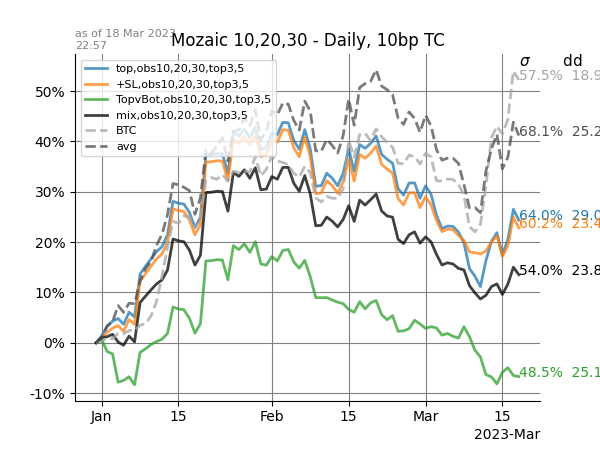 as of 18 Mar 2023
22:57
Mozaic 10,20,30 - Daily, 10bp TC
σ dd
top,obs10,20,30,top3,5
+SL,obs10,20,30,top3,5
TopvBot,obs10,20,30,top3,5
mix,obs10,20,30,top3,5
BTC
avg
57.5% 18.9
68.1% 25.2
64.0% 29.0
60.2% 23.4
54.0% 23.8
48.5% 25.1
50%
40%
30%
20%
10%
0%
-10%
Jan 15 Feb 15 Mar 15
2023-Mar